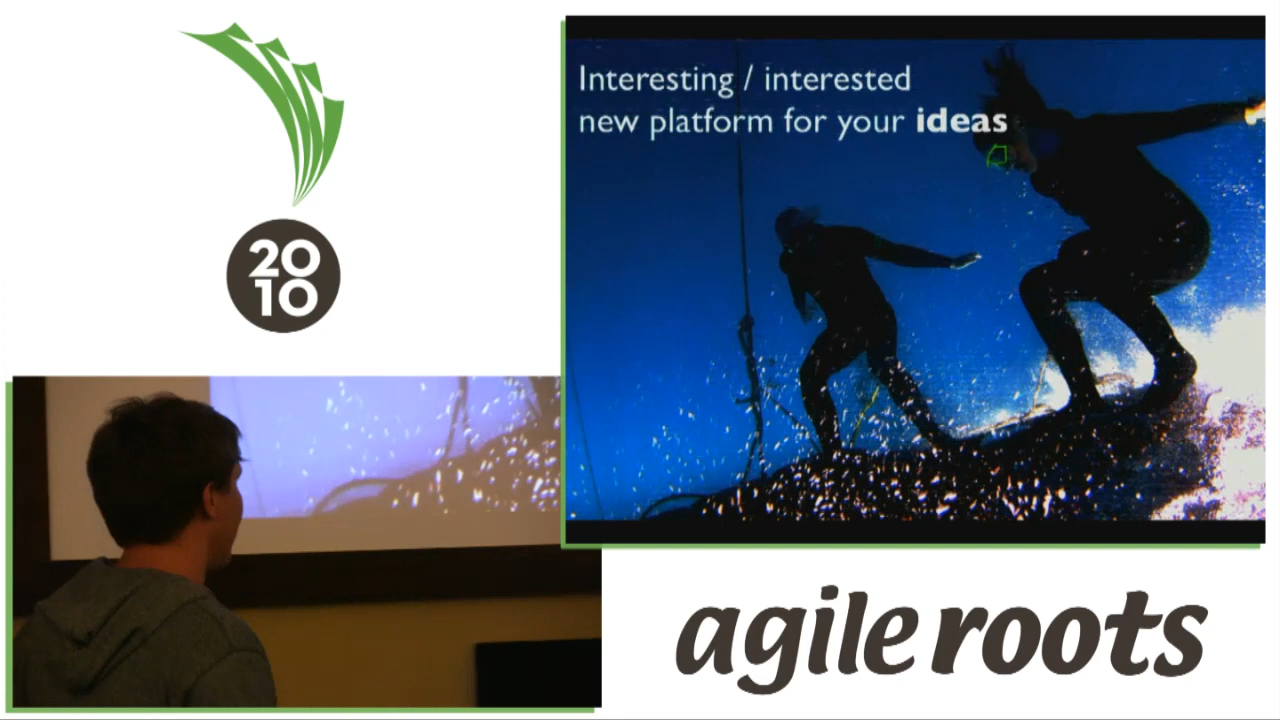 20
10
Interesting / interested
new platform for your ideas
agile roots